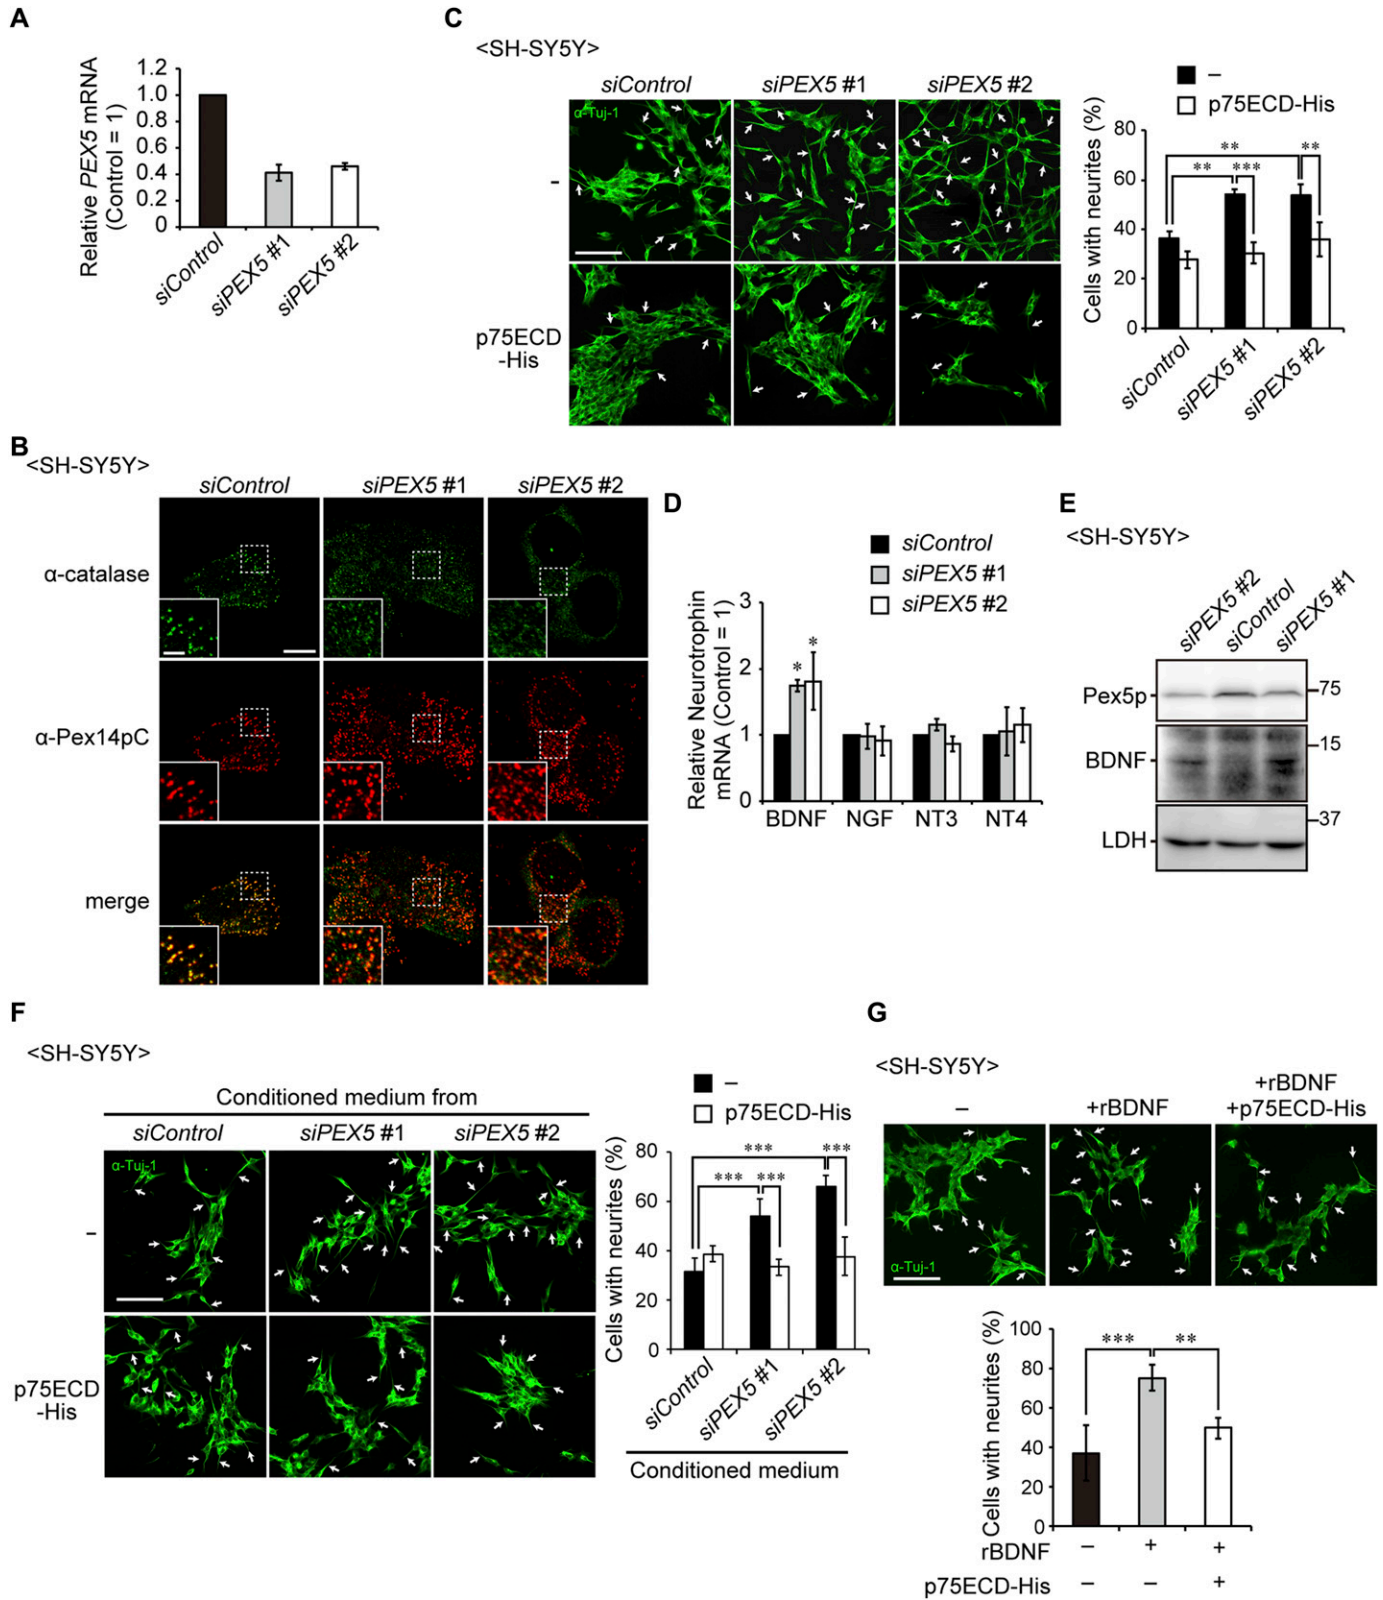 A
Relative PEX5 mRNA
(Control = 1)
1.2
1.0
0.8
0.6
0.4
0.2
0
siControl
siPEX5 #1
siPEX5 #2
C
<SH-SY5Y>
siControl
siPEX5 #1
siPEX5 #2
α-Tuj-1
–
p75ECD
-His
–
p75ECD-His
Cells with neurites (%)
80
60
40
20
0
**
**
***
**
siControl
siPEX5 #1
siPEX5 #2
B
<SH-SY5Y>
siControl
siPEX5 #1
siPEX5 #2
α-catalase
α-Pex14pC
merge
D
siControl
siPEX5 #1
siPEX5 #2
Relative Neurotrophin
mRNA (Control = 1)
3
2
1
0
*
*
BDNF
NGF
NT3
NT4
E
<SH-SY5Y>
siPEX5 #2
siControl
siPEX5 #1
Pex5p
75
BDNF
15
LDH
37
F
<SH-SY5Y>
Conditioned medium from
siControl
siPEX5 #1
siPEX5 #2
α-Tuj-1
–
p75ECD
-His
–
p75ECD-His
Cells with neurites (%)
80
60
40
20
0
***
***
***
***
siControl
siPEX5 #1
siPEX5 #2
Conditioned medium
G
<SH-SY5Y>
–
+rBDNF
+rBDNF
+p75ECD-His
α-Tuj-1
Cells with neurites (%)
100
80
60
40
20
0
***
**
rBDNF – + +
p75ECD-His – – +